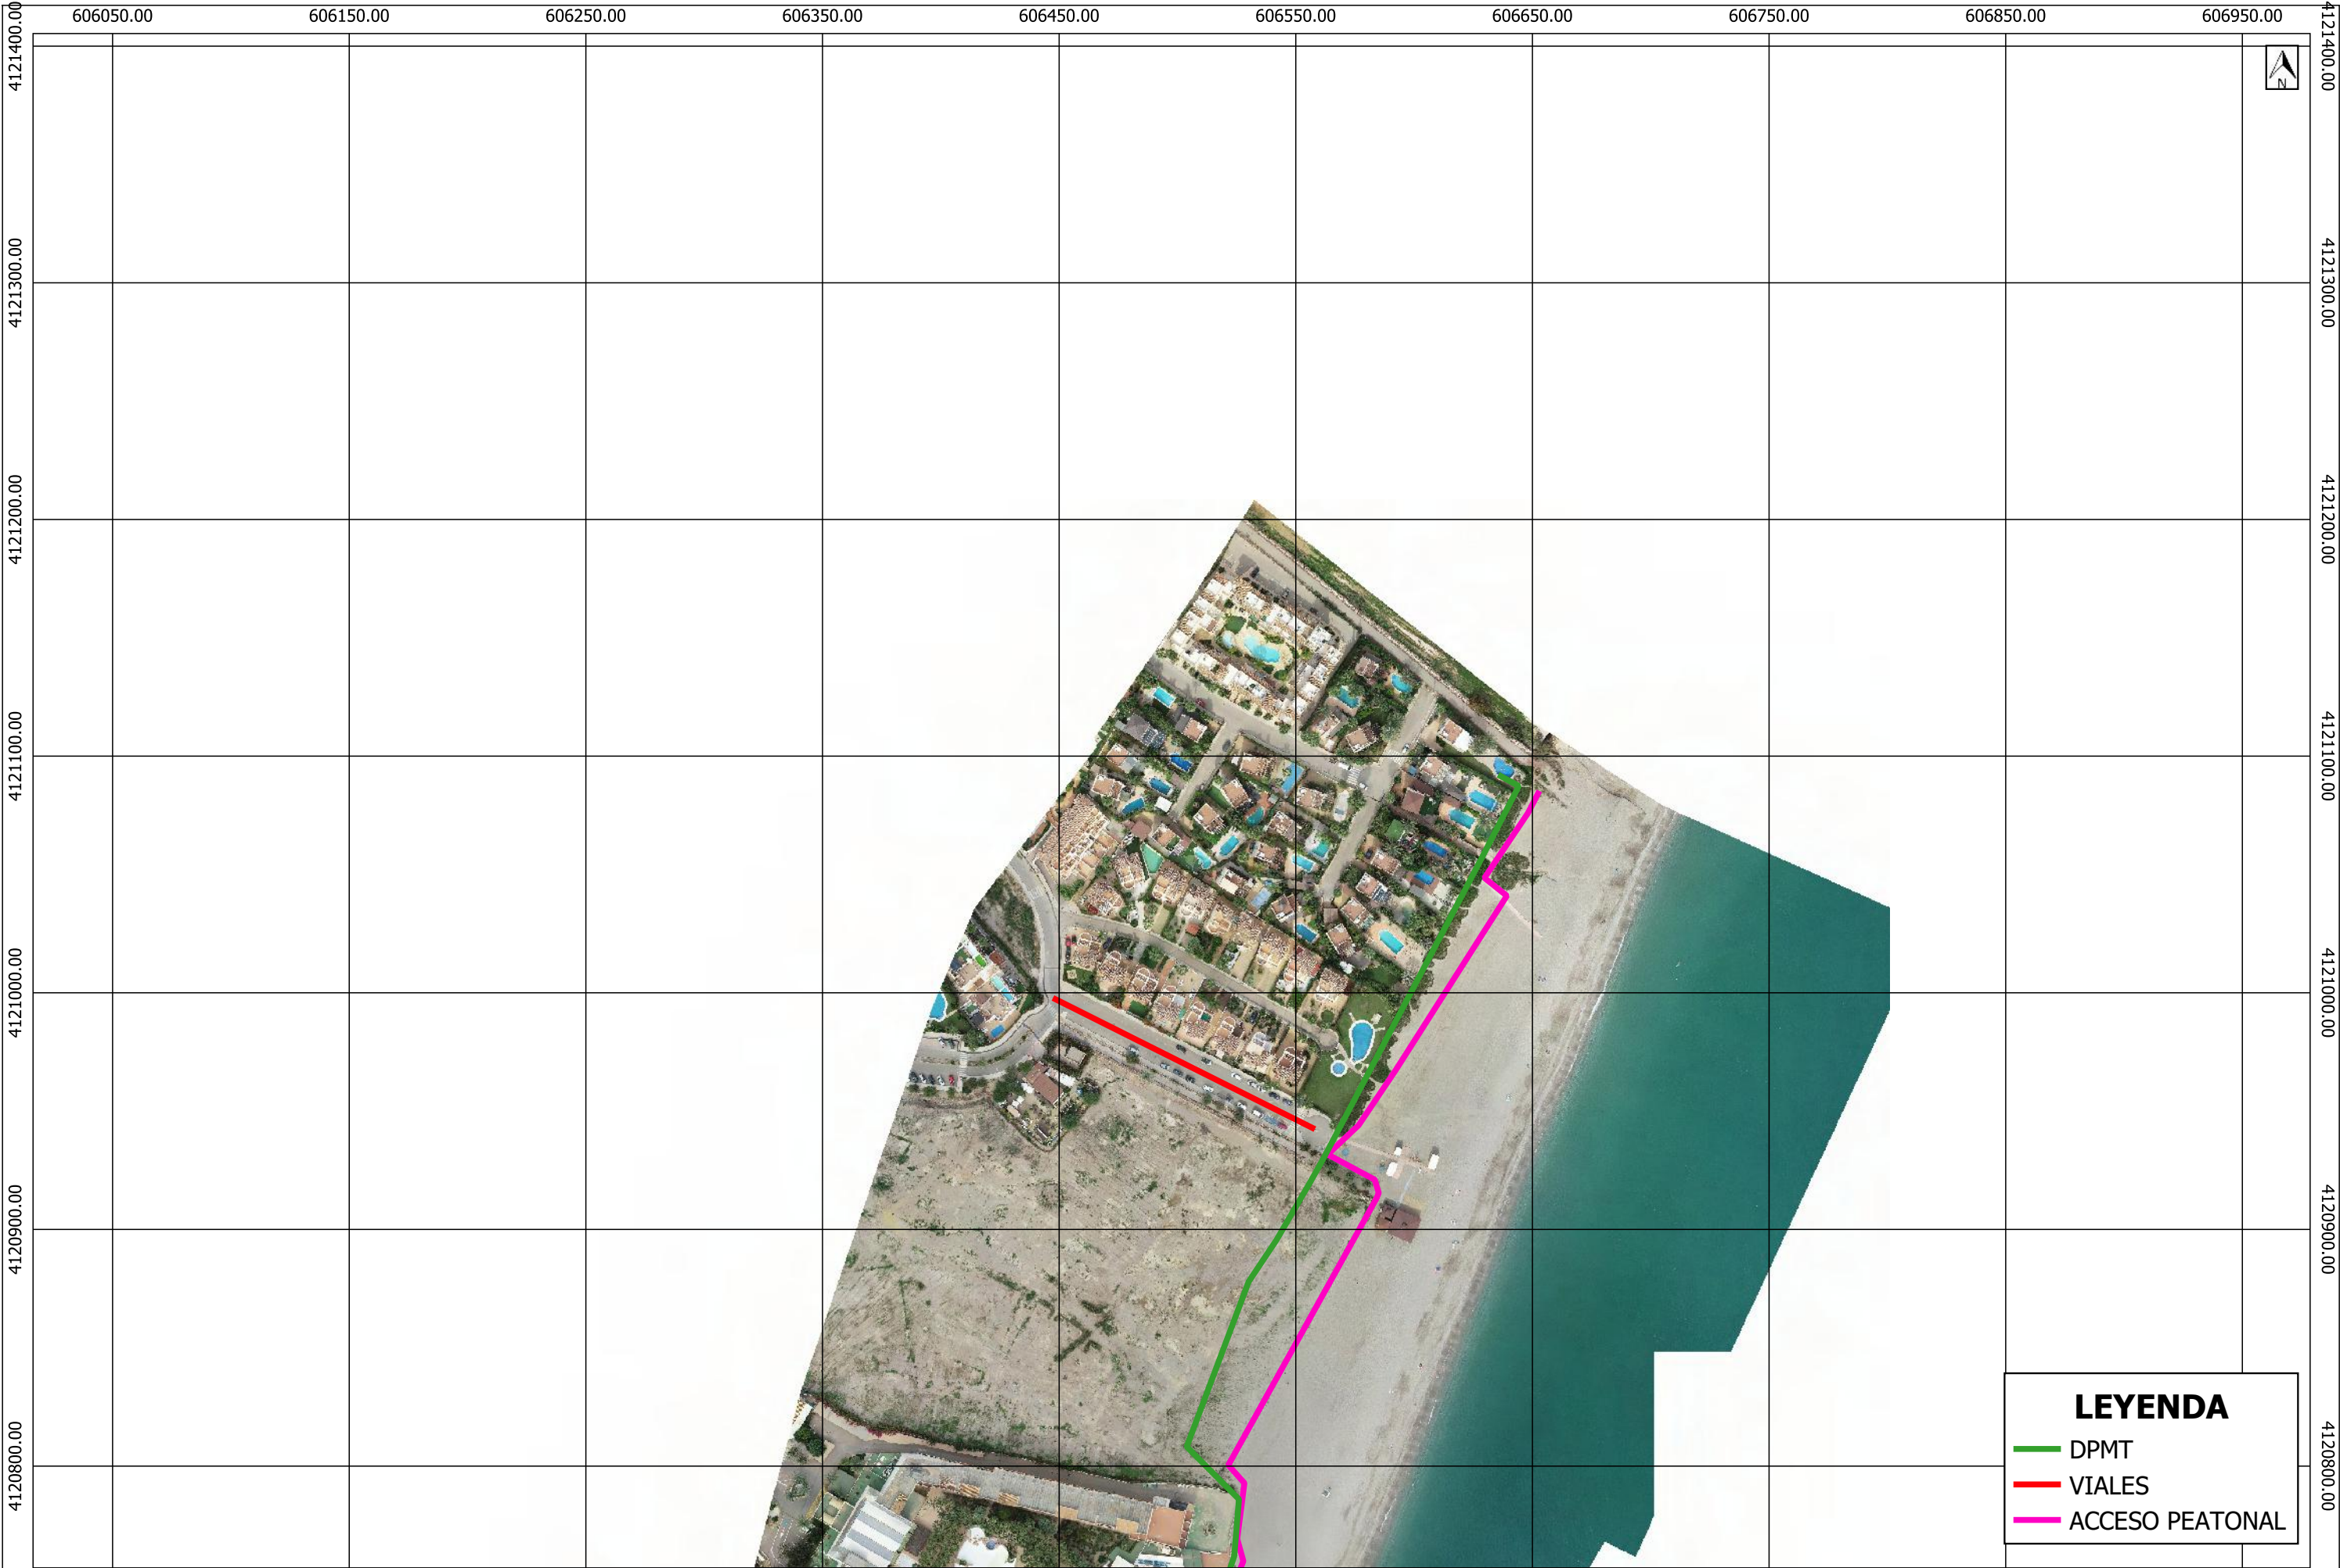 606050.00 606150.00 606250.00 606350.00 606450.00 606550.00 606650.00 606750.00 606850.00 606950.00
4121400.00 4121400.00
N
4121300.00 4121300.00
4121200.00 4121200.00
4121100.00 4121100.00
4121000.00 4121000.00
4120900.00 4120900.00
4120800.00 4120800.00
LEYENDA
DPMT
VIALES
ACCESO PEATONAL